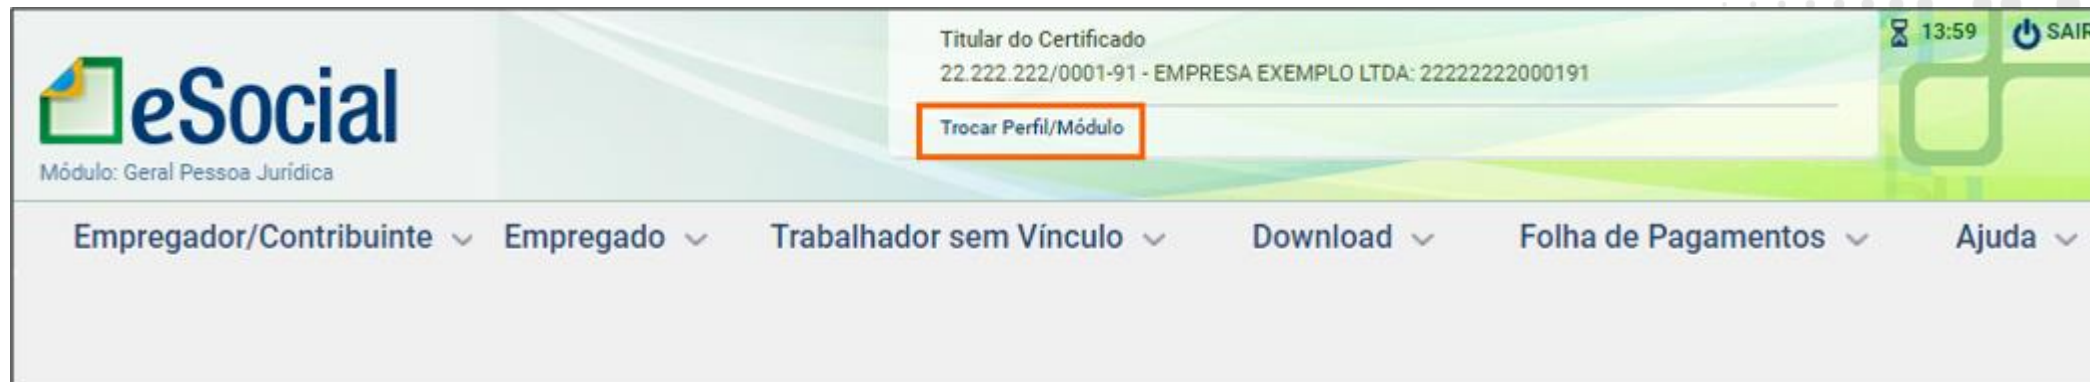 Titular do Certificado
22.222.222/0001-91 - EMPRESA EXEMPLO LTDA: 22222222000191
13:59
SAIR
eSocial
Trocar Perfil/Módulo
Módulo: Geral Pessoa Jurídica
Empregador/Contribuinte
Empregado
Trabalhador sem Vínculo
Download
Folha de Pagamentos
Ajuda